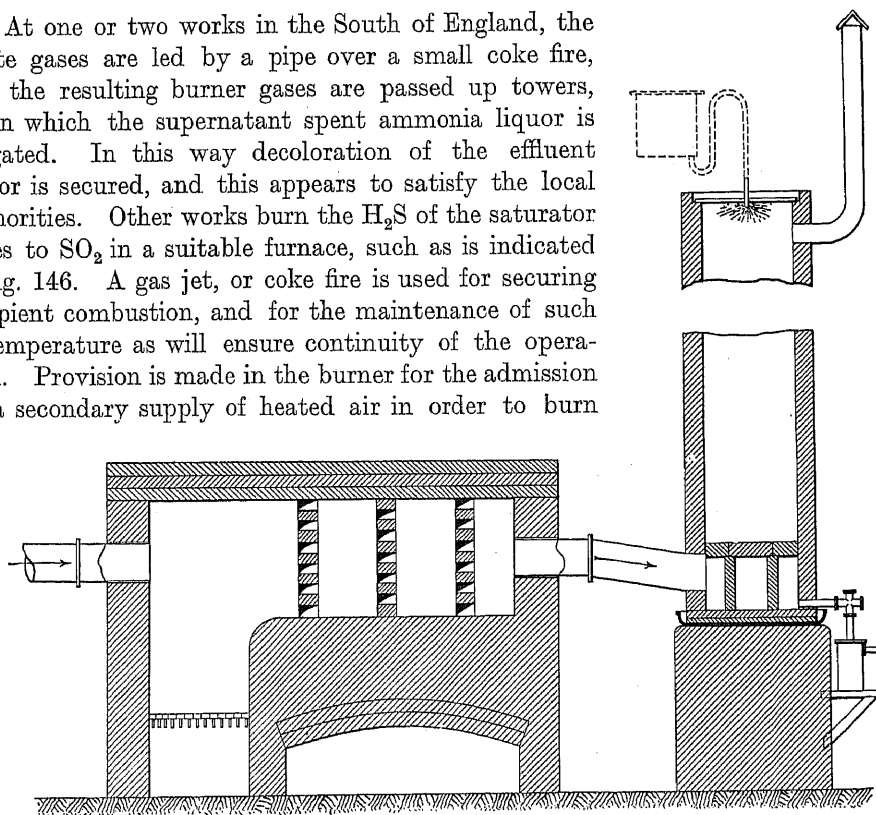 At one or two works in the South of England, the
te gases are led by a pipe over a small coke fire,
the resulting burner gases are passed up towers,
n which the supernatant spent ammonia liquor is
gated. In this way decoloration of the effluent
or is secured, and this appears to satisfy the local
norities. Other works burn the H₂S of the saturator
es to SO₂ in a suitable furnace, such as is indicated
g. 146. A gas jet, or coke fire is used for securing
pient combustion, and for the maintenance of such
emperature as will ensure continuity of the opera-
. Provision is made in the burner for the admission
a secondary supply of heated air in order to burn